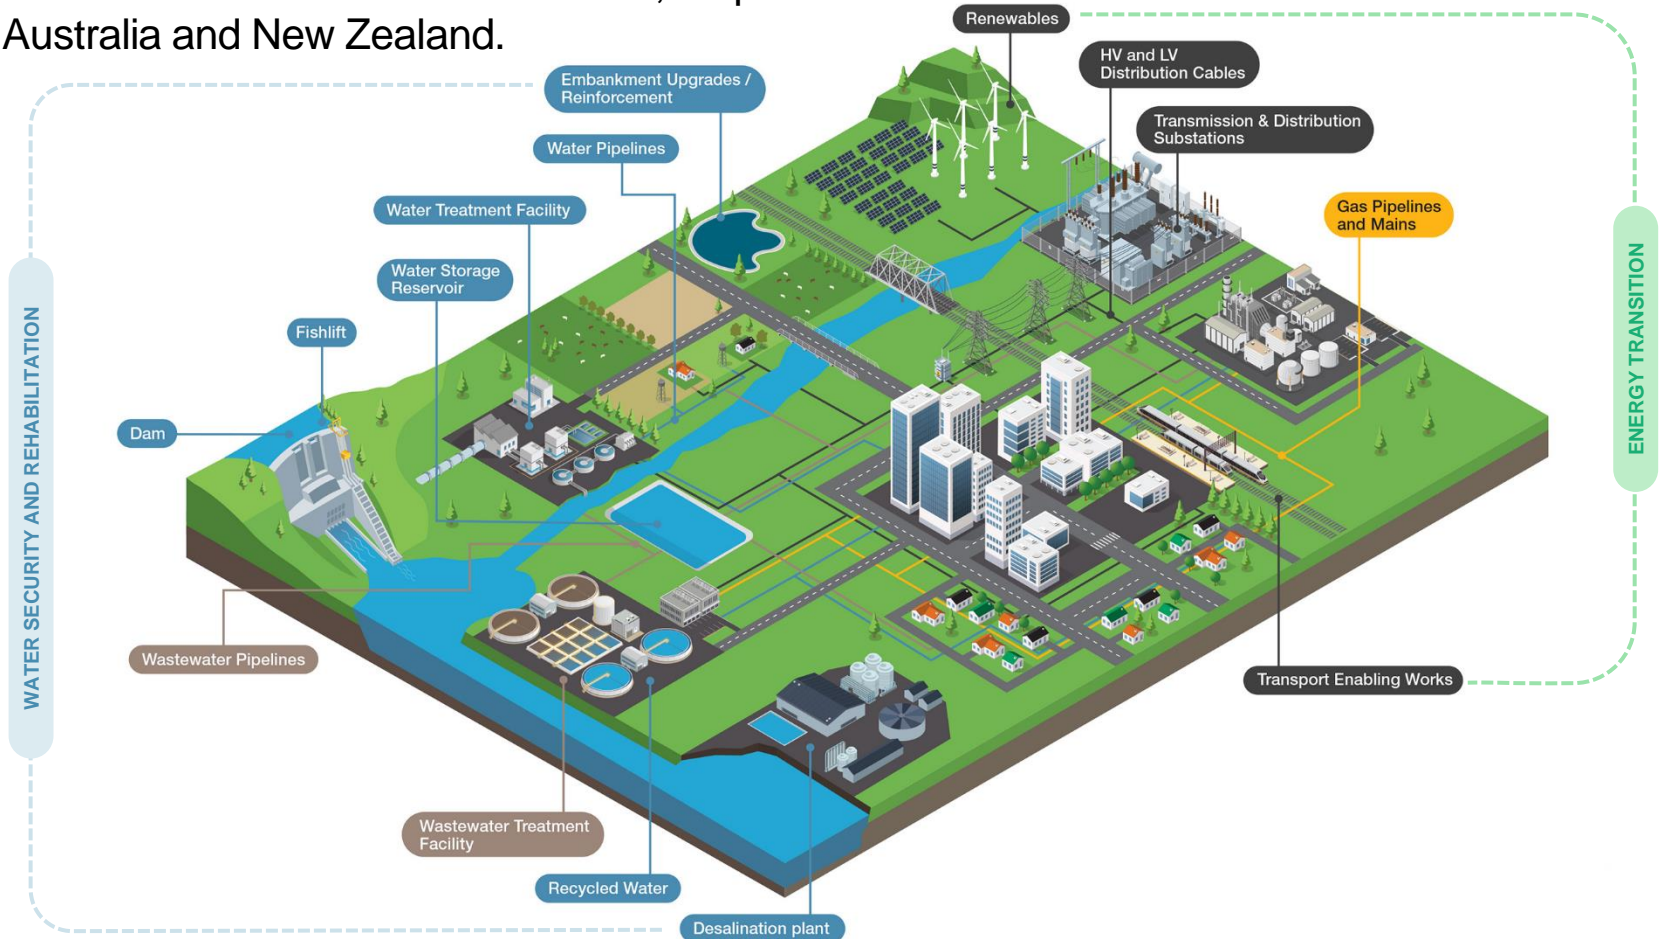 Australia and New Zealand.
Renewables
HV and LV
Distribution Cables
Embankment Upgrades /
Reinforcement
Transmission & Distribution
Substations
Water Pipelines
Water Treatment Facility
Gas Pipelines
and Mains
Water Storage
Reservoir
Fishlift
Dam
WATER SECURITY AND REHABILITATION
ENERGY TRANSITION
Wastewater Pipelines
Transport Enabling Works
Wastewater Treatment
Facility
Recycled Water
Desalination plant